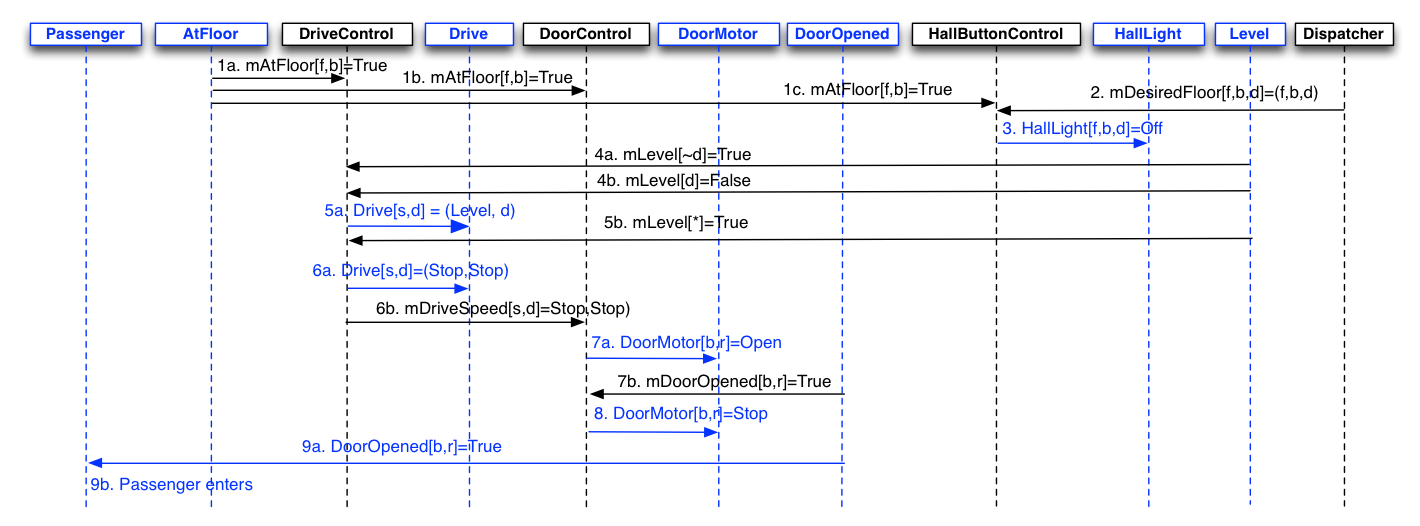 Passenger AtFloor DriveControl Drive DoorControl DoorMotor DoorOpened HallButtonControl HallLight Level Dispatcher
1a. mAtFloor[f,b]=True
1b. mAtFloor[f,b]=True
1c. mAtFloor[f,b]=True
2. mDesiredFloor[f,b,d]=(f,b,d)
3. HallLight[f,b,d]=Off
4a. mLevel[~d]=True
4b. mLevel[d]=False
5a. Drive[s,d] = (Level, d)
5b. mLevel[*]=True
6a. Drive[s,d]=(Stop,Stop)
6b. mDriveSpeed[s,d]=Stop,Stop)
7a. DoorMotor[b,r]=Open
7b. mDoorOpened[b,r]=True
8. DoorMotor[b,r]=Stop
9a. DoorOpened[b,r]=True
9b. Passenger enters